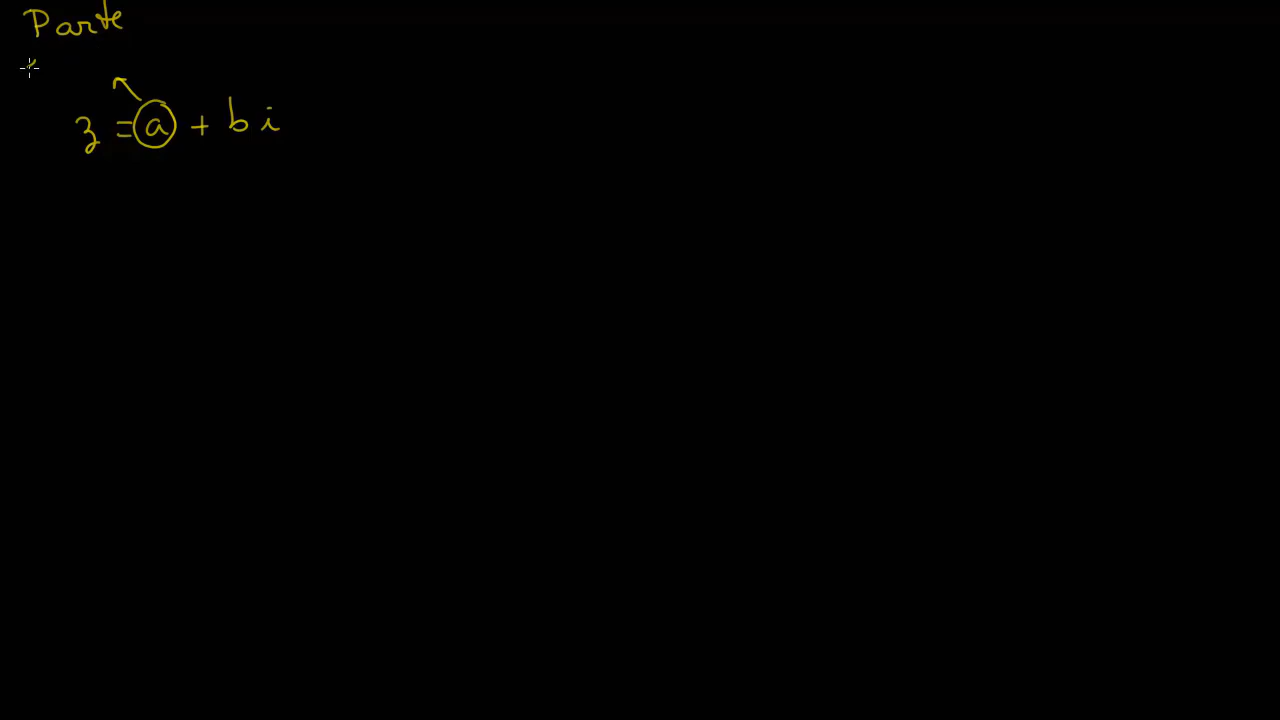 Parte
z = a + bi